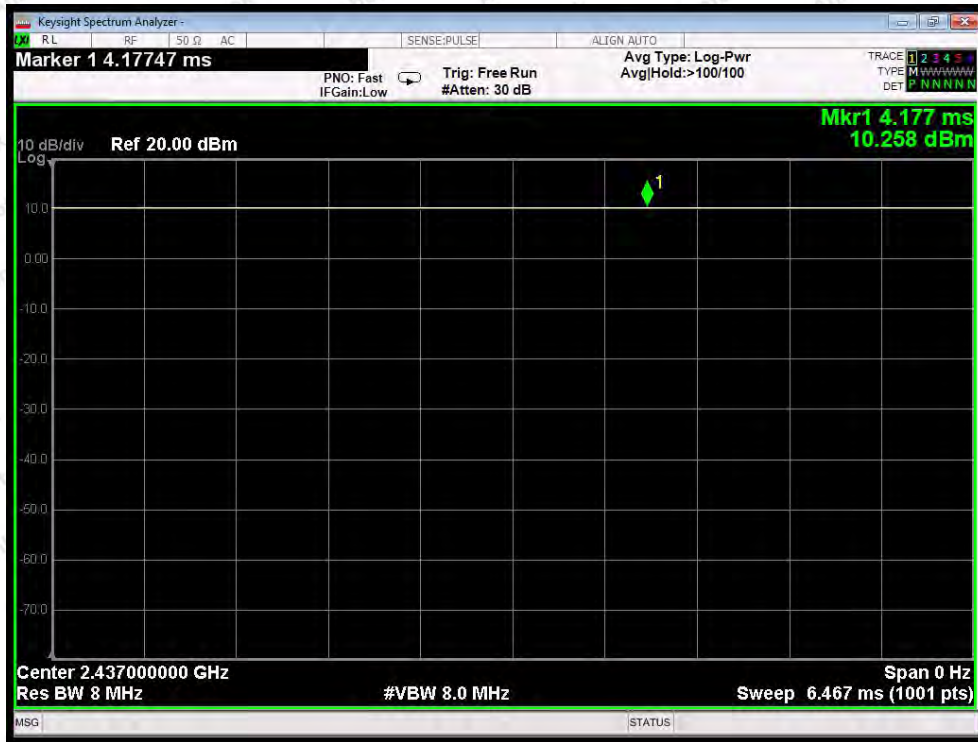 Keysight Spectrum Analyzer -
LXI RL RF 50 Ω AC SENSE:PULSE ALIGN AUTO
Marker 1 4.17747 ms
PNO: Fast
IFGain:Low
Trig: Free Run
#Atten: 30 dB
Avg Type: Log-Pwr
Avg|Hold:>100/100
TRACE 1 2 3 4 5 6
TYPE M WWWWW
DET P N N N N N
Mkr1 4.177 ms
10.258 dBm
10 dB/div Ref 20.00 dBm
Log
1
10.0
0.00
-10.0
-20.0
-30.0
-40.0
-50.0
-60.0
-70.0
Center 2.437000000 GHz Span 0 Hz
Res BW 8 MHz #VBW 8.0 MHz Sweep 6.467 ms (1001 pts)
MSG STATUS